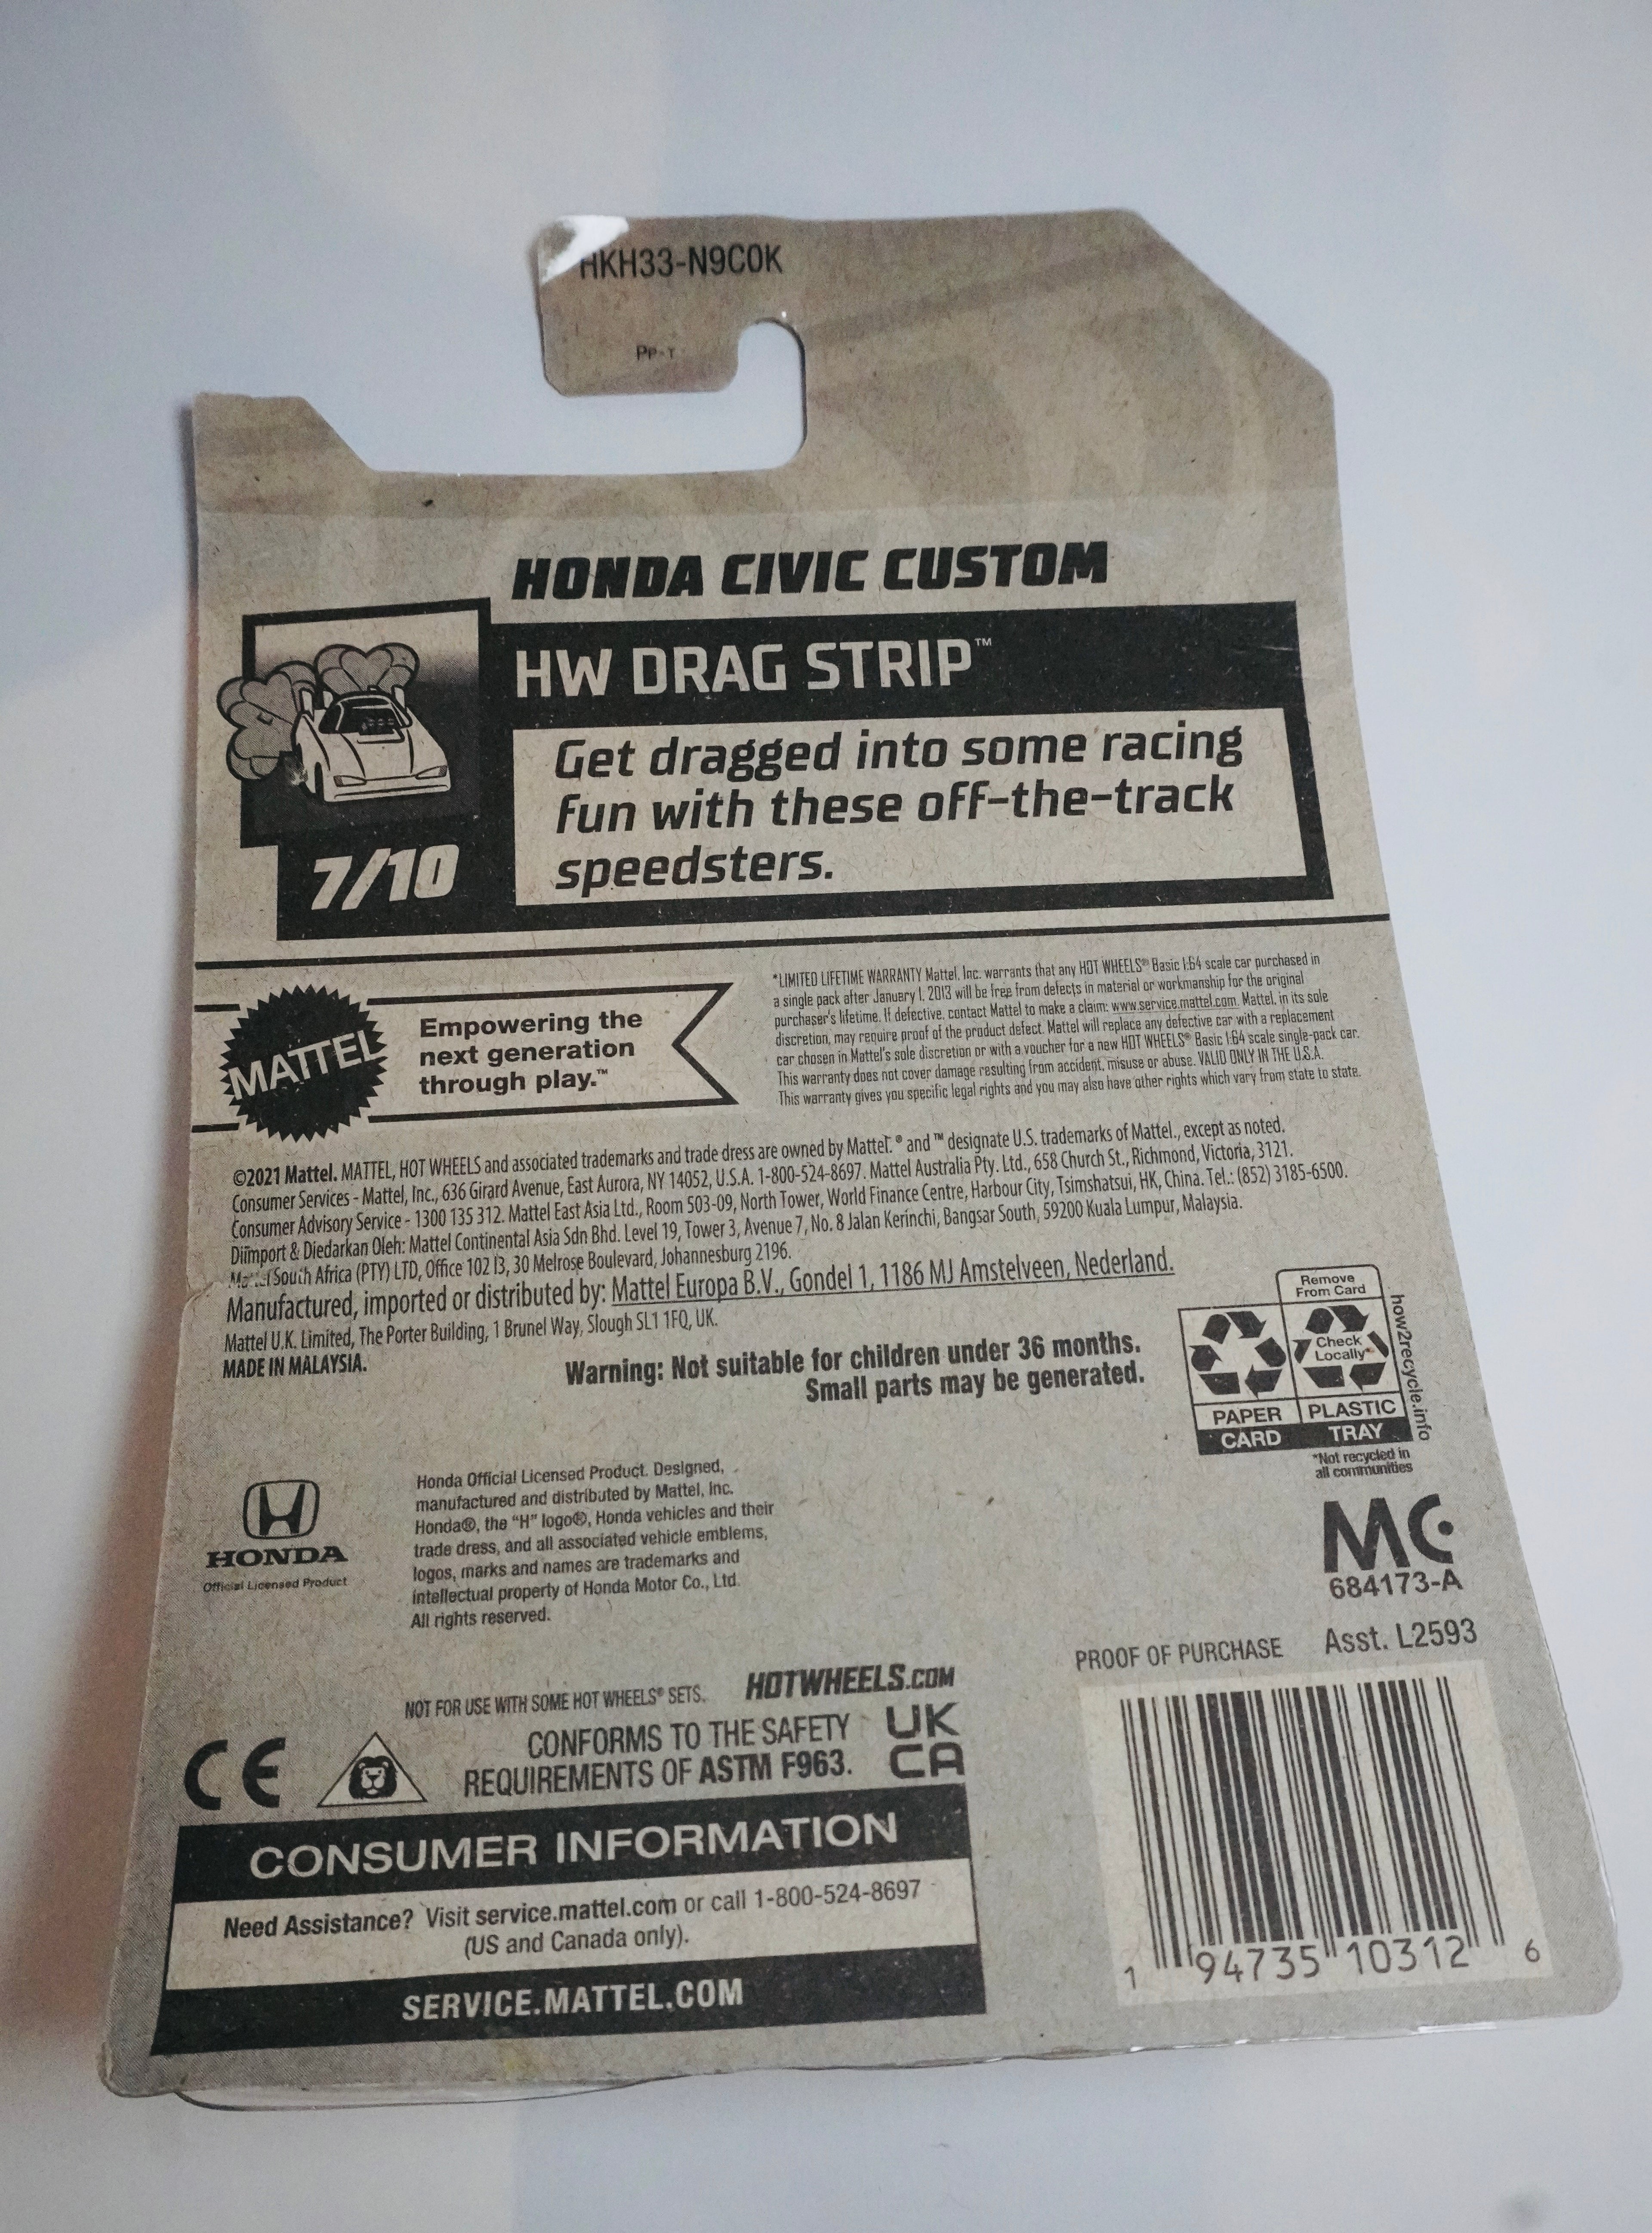 HKH33-N9C0K
PP-Y
HONDA CIVIC CUSTOM
HW DRAG STRIP™
Get dragged into some racing
fun with these off-the-track
speedsters.
7/10
MATTEL
Empowering the
next generation
through play.™
*LIMITED LIFETIME WARRANTY Mattel, Inc. warrants that any HOT WHEELS® Basic 1:64 scale car purchased in
a single pack after January 1, 2013 will be free from defects in material or workmanship for the original
purchaser's lifetime. If defective, contact Mattel to make a claim: www.service.mattel.com. Mattel, in its sole
discretion, may require proof of the product defect. Mattel will replace any defective car with a replacement
car chosen in Mattel's sole discretion or with a voucher for a new HOT WHEELS® Basic 1:64 scale single-pack car.
This warranty does not cover damage resulting from accident, misuse or abuse. VALID ONLY IN THE U.S.A.
This warranty gives you specific legal rights and you may also have other rights which vary from state to state.
©2021 Mattel. MATTEL, HOT WHEELS and associated trademarks and trade dress are owned by Mattel. ® and ™ designate U.S. trademarks of Mattel., except as noted.
Consumer Services - Mattel, Inc., 636 Girard Avenue, East Aurora, NY 14052, U.S.A. 1-800-524-8697. Mattel Australia Pty. Ltd., 658 Church St., Richmond, Victoria, 3121.
Consumer Advisory Service - 1300 135 312. Mattel East Asia Ltd., Room 503-09, North Tower, World Finance Centre, Harbour City, Tsimshatsui, HK, China. Tel.: (852) 3185-6500.
Diimport & Diedarkan Oleh: Mattel Continental Asia Sdn Bhd. Level 19, Tower 3, Avenue 7, No. 8 Jalan Kerinchi, Bangsar South, 59200 Kuala Lumpur, Malaysia.
Mattel South Africa (PTY) LTD, Office 102 I3, 30 Melrose Boulevard, Johannesburg 2196.
Manufactured, imported or distributed by: Mattel Europa B.V., Gondel 1, 1186 MJ Amstelveen, Nederland.
Mattel U.K. Limited, The Porter Building, 1 Brunel Way, Slough SL1 1FQ, UK.
MADE IN MALAYSIA.
Warning: Not suitable for children under 36 months.
Small parts may be generated.
Remove
From Card
Check
Locally*
PAPER PLASTIC
CARD TRAY
how2recycle.info
*Not recycled in
all communities
HONDA
Official Licensed Product
Honda Official Licensed Product. Designed,
manufactured and distributed by Mattel, Inc.
Honda®, the “H” logo®, Honda vehicles and their
trade dress, and all associated vehicle emblems,
logos, marks and names are trademarks and
intellectual property of Honda Motor Co., Ltd.
All rights reserved.
MC
684173-A
PROOF OF PURCHASE Asst. L2593
NOT FOR USE WITH SOME HOT WHEELS® SETS. HOTWHEELS.COM
CE
CONFORMS TO THE SAFETY
REQUIREMENTS OF ASTM F963.
UK
CA
CONSUMER INFORMATION
Need Assistance? Visit service.mattel.com or call 1-800-524-8697
(US and Canada only).
SERVICE.MATTEL.COM
1 94735 10312 6